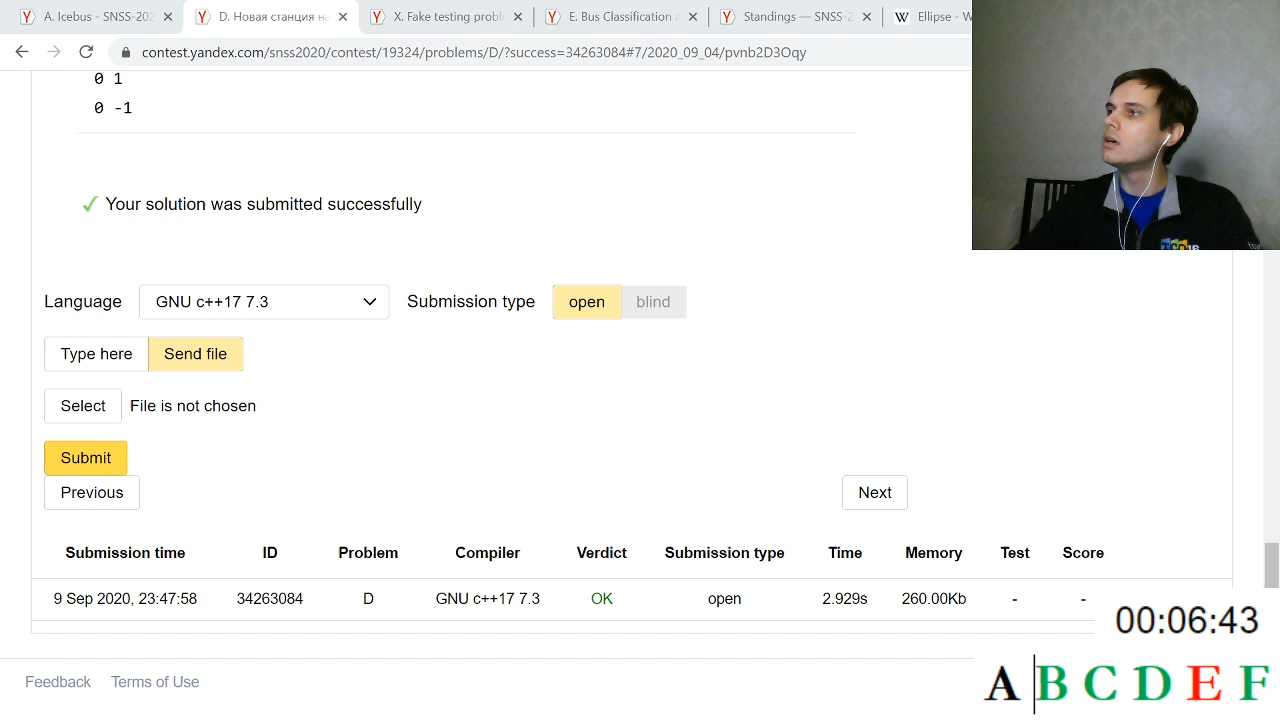 A. Icebus - SNSS-202
D. Новая станция на
X. Fake testing probl
E. Bus Classification a
Standings — SNSS-2
W Ellipse - W
contest.yandex.com/snss2020/contest/19324/problems/D/?success=34263084#7/2020_09_04/pvnb2D3Oqy
0 1
0 -1
Your solution was submitted successfully
Language GNU c++17 7.3 Submission type open blind
Type here Send file
Select File is not chosen
Submit
Previous Next
Submission time ID Problem Compiler Verdict Submission type Time Memory Test Score
9 Sep 2020, 23:47:58 34263084 D GNU c++17 7.3 OK open 2.929s 260.00Kb - -
00:06:43
Feedback Terms of Use
A B C D E F